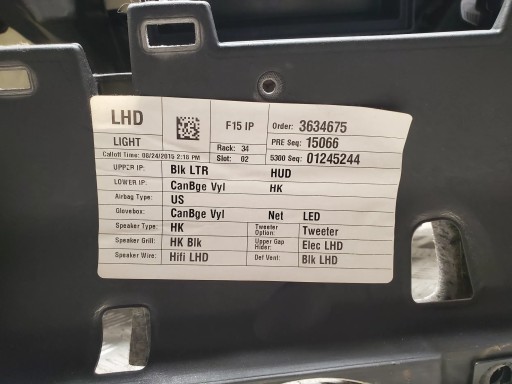 LHD
LIGHT
F15 IP
Order: 3634675
PRE Seq: 15066
Rack: 34
Slot: 02
5300 Seq: 01245244
Calloff Time: 08/24/2015 2:18 PM
UPPER IP: Blk LTR HUD
LOWER IP: CanBge Vyl HK
Airbag Type: US
Glovebox: CanBge Vyl Net LED
Speaker Type: HK Tweeter Option: Tweeter
Speaker Grill: HK Blk Upper Gap Hider: Elec LHD
Speaker Wire: Hifi LHD Def Vent: Blk LHD